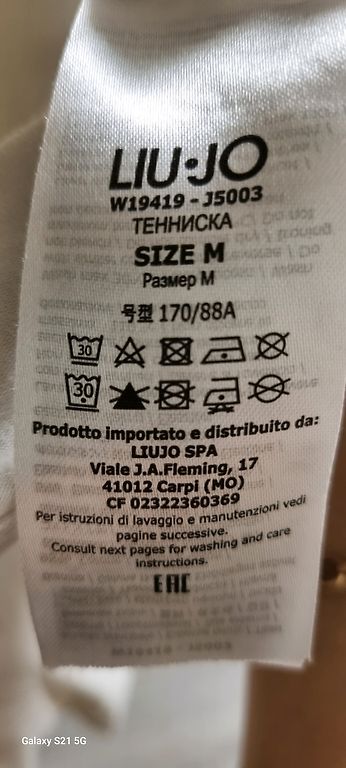 LIU·JO
W19419 - J5003
ТЕННИСКА
SIZE M
Размер M
号型 170/88A
30
30
Prodotto importato e distribuito da:
LIUJO SPA
Viale J.A.Fleming, 17
41012 Carpi (MO)
CF 02322360369
Per istruzioni di lavaggio e manutenzioni vedi
pagine successive.
Consult next pages for washing and care
instructions.
EAC
Galaxy S21 5G